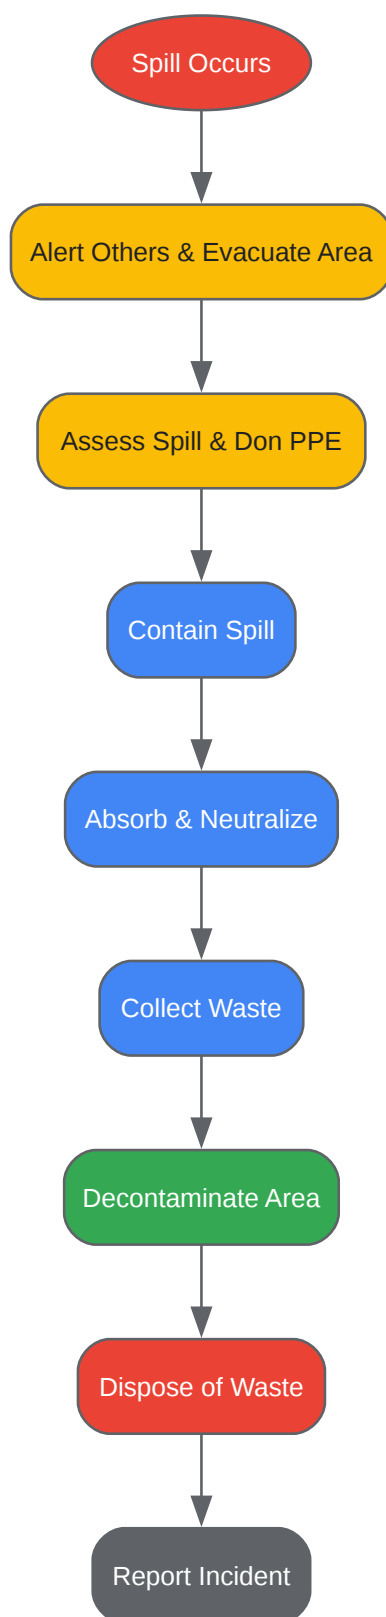 Spill Occurs
Alert Others & Evacuate Area
Assess Spill & Don PPE
Contain Spill
Absorb & Neutralize
Collect Waste
Decontaminate Area
Dispose of Waste
Report Incident